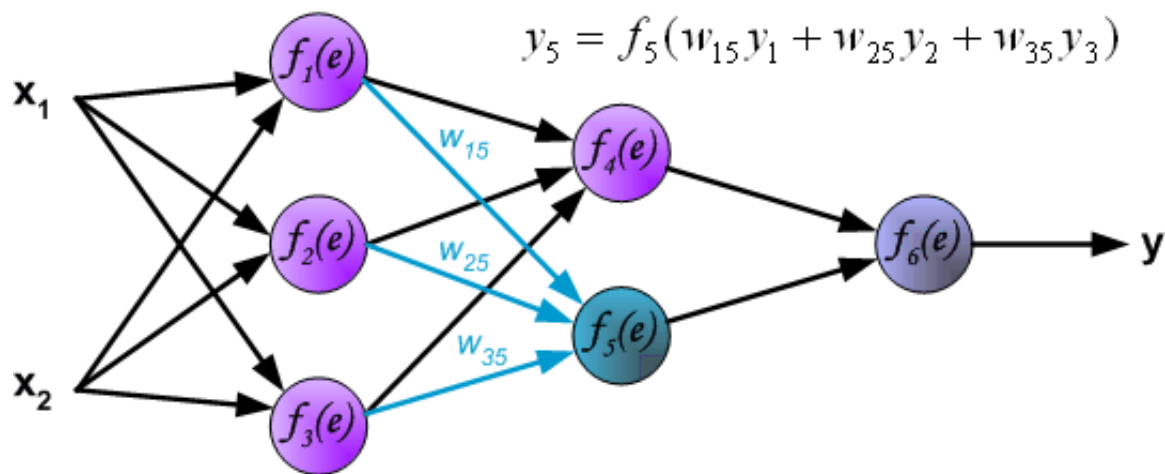 y₅ = f₅(w₁₅y₁ + w₂₅y₂ + w₃₅y₃)
f₁(e)
x₁
w₁₅
f₄(e)
f₂(e)
w₂₅
f₆(e)
y
f₅(e)
w₃₅
x₂
f₃(e)